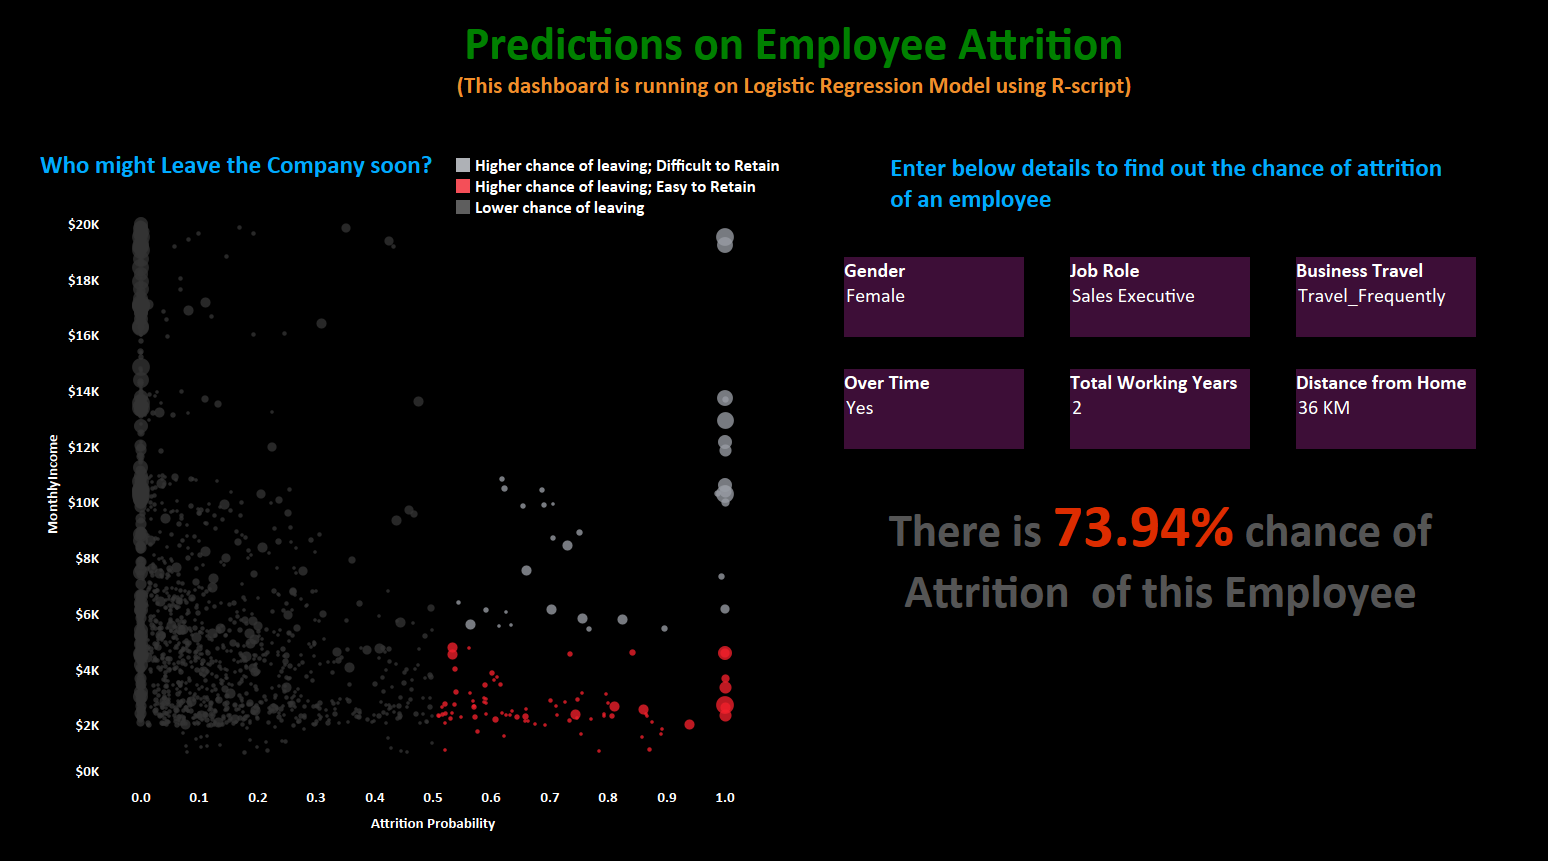 Predictions on Employee Attrition
(This dashboard is running on Logistic Regression Model using R-script)
Who might Leave the Company soon?
Higher chance of leaving; Difficult to Retain
Higher chance of leaving; Easy to Retain
Lower chance of leaving
$20K
$18K
$16K
$14K
$12K
$10K
$8K
$6K
$4K
$2K
$0K
MonthlyIncome
0.0 0.1 0.2 0.3 0.4 0.5 0.6 0.7 0.8 0.9 1.0
Attrition Probability
Enter below details to find out the chance of attrition
of an employee
Gender
Female
Job Role
Sales Executive
Business Travel
Travel_Frequently
Over Time
Yes
Total Working Years
2
Distance from Home
36 KM
There is 73.94% chance of
Attrition of this Employee